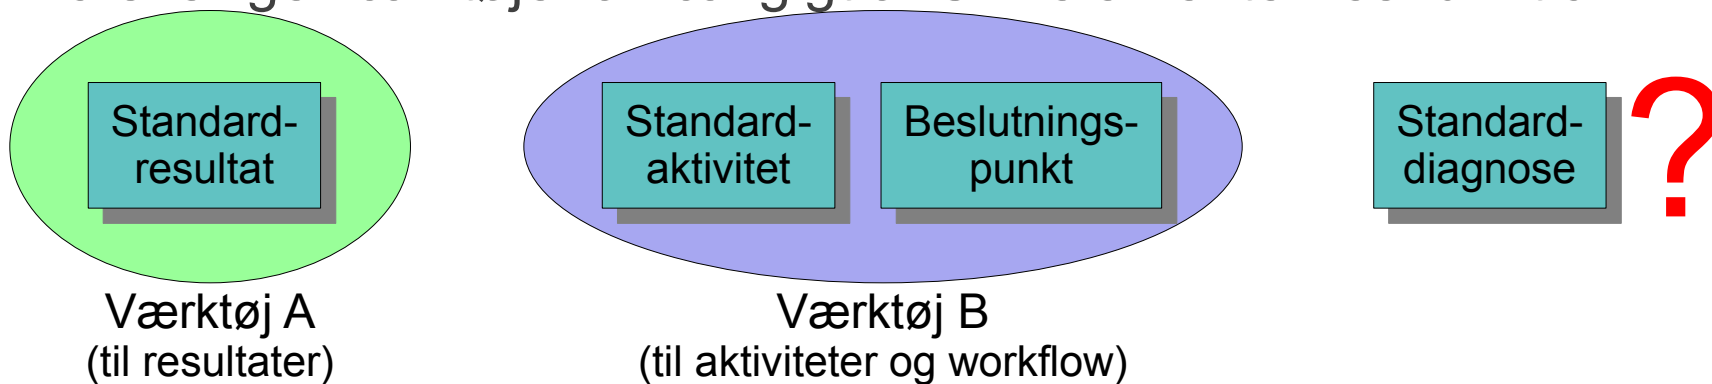 Standard-
resultat
Standard-
aktivitet
Beslutnings-
punkt
Standard-
diagnose
?
Værktøj A
(til resultater)
Værktøj B
(til aktiviteter og workflow)